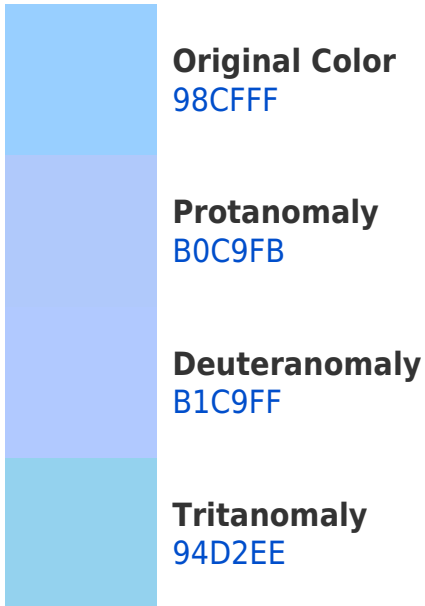 Original Color
98CFFF
Protanomaly
B0C9FB
Deuteranomaly
B1C9FF
Tritanomaly
94D2EE